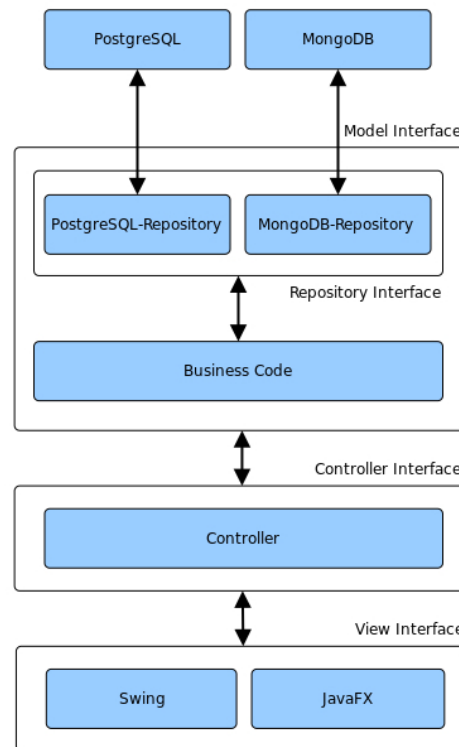 PostgreSQL
MongoDB
Model Interface
PostgreSQL-Repository
MongoDB-Repository
Repository Interface
Business Code
Controller Interface
Controller
View Interface
Swing
JavaFX